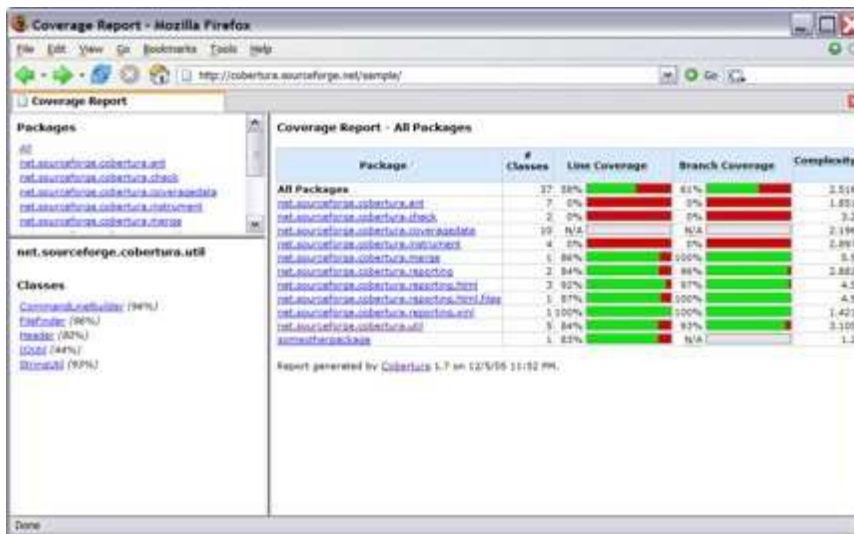 Coverage Report - Mozilla Firefox
File Edit View Go Bookmarks Tools Help
http://cobertura.sourceforge.net/sample/
Go
Coverage Report
Packages
All
net.sourceforge.cobertura.ant
net.sourceforge.cobertura.check
net.sourceforge.cobertura.coveragedata
net.sourceforge.cobertura.instrument
net.sourceforge.cobertura.merge
net.sourceforge.cobertura.util
Classes
CommandLineBuilder (96%)
FileFinder (96%)
Header (80%)
IOUtil (44%)
StringUtil (93%)
Coverage Report - All Packages
Package # Classes Line Coverage Branch Coverage Complexity
All Packages 37 58% 61%
net.sourceforge.cobertura.ant 7 0% 0%
net.sourceforge.cobertura.check 2 0% 0%
net.sourceforge.cobertura.coveragedata 10 N/A N/A
net.sourceforge.cobertura.instrument 4 0% 0%
net.sourceforge.cobertura.merge 1 86% 100%
net.sourceforge.cobertura.reporting 2 84%
net.sourceforge.cobertura.reporting.html 3 92% 97%
net.sourceforge.cobertura.reporting.html.files 1 87% 100%
net.sourceforge.cobertura.reporting.xml 1 100% 100%
net.sourceforge.cobertura.util 5 84% 93%
someotherpackage 1 83% N/A
Report generated by Cobertura 1.7 on 12/5/05 11:52 PM.
Done